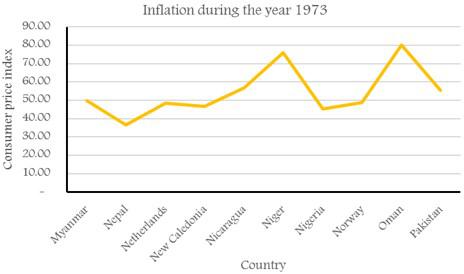 Inflation during the year 1973
Consumer price index
90.00
80.00
70.00
60.00
50.00
40.00
30.00
20.00
10.00
-
Myanmar
Nepal
Netherlands
New Caledonia
Nicaragua
Niger
Nigeria
Norway
Oman
Pakistan
Country